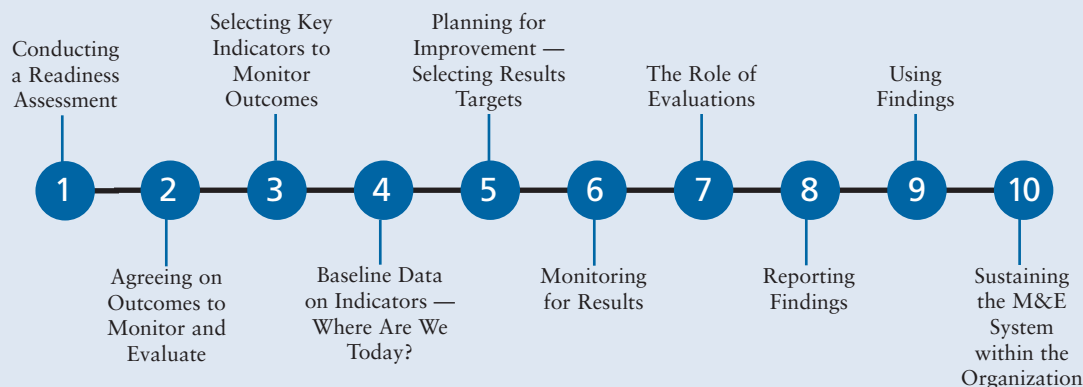 Conducting
a Readiness
Assessment
Selecting Key
Indicators to
Monitor
Outcomes
Planning for
Improvement —
Selecting Results
Targets
The Role of
Evaluations
Using
Findings
1
2
3
4
5
6
7
8
9
10
Agreeing on
Outcomes to
Monitor and
Evaluate
Baseline Data
on Indicators —
Where Are We
Today?
Monitoring
for Results
Reporting
Findings
Sustaining
the M&E
System
within the
Organization